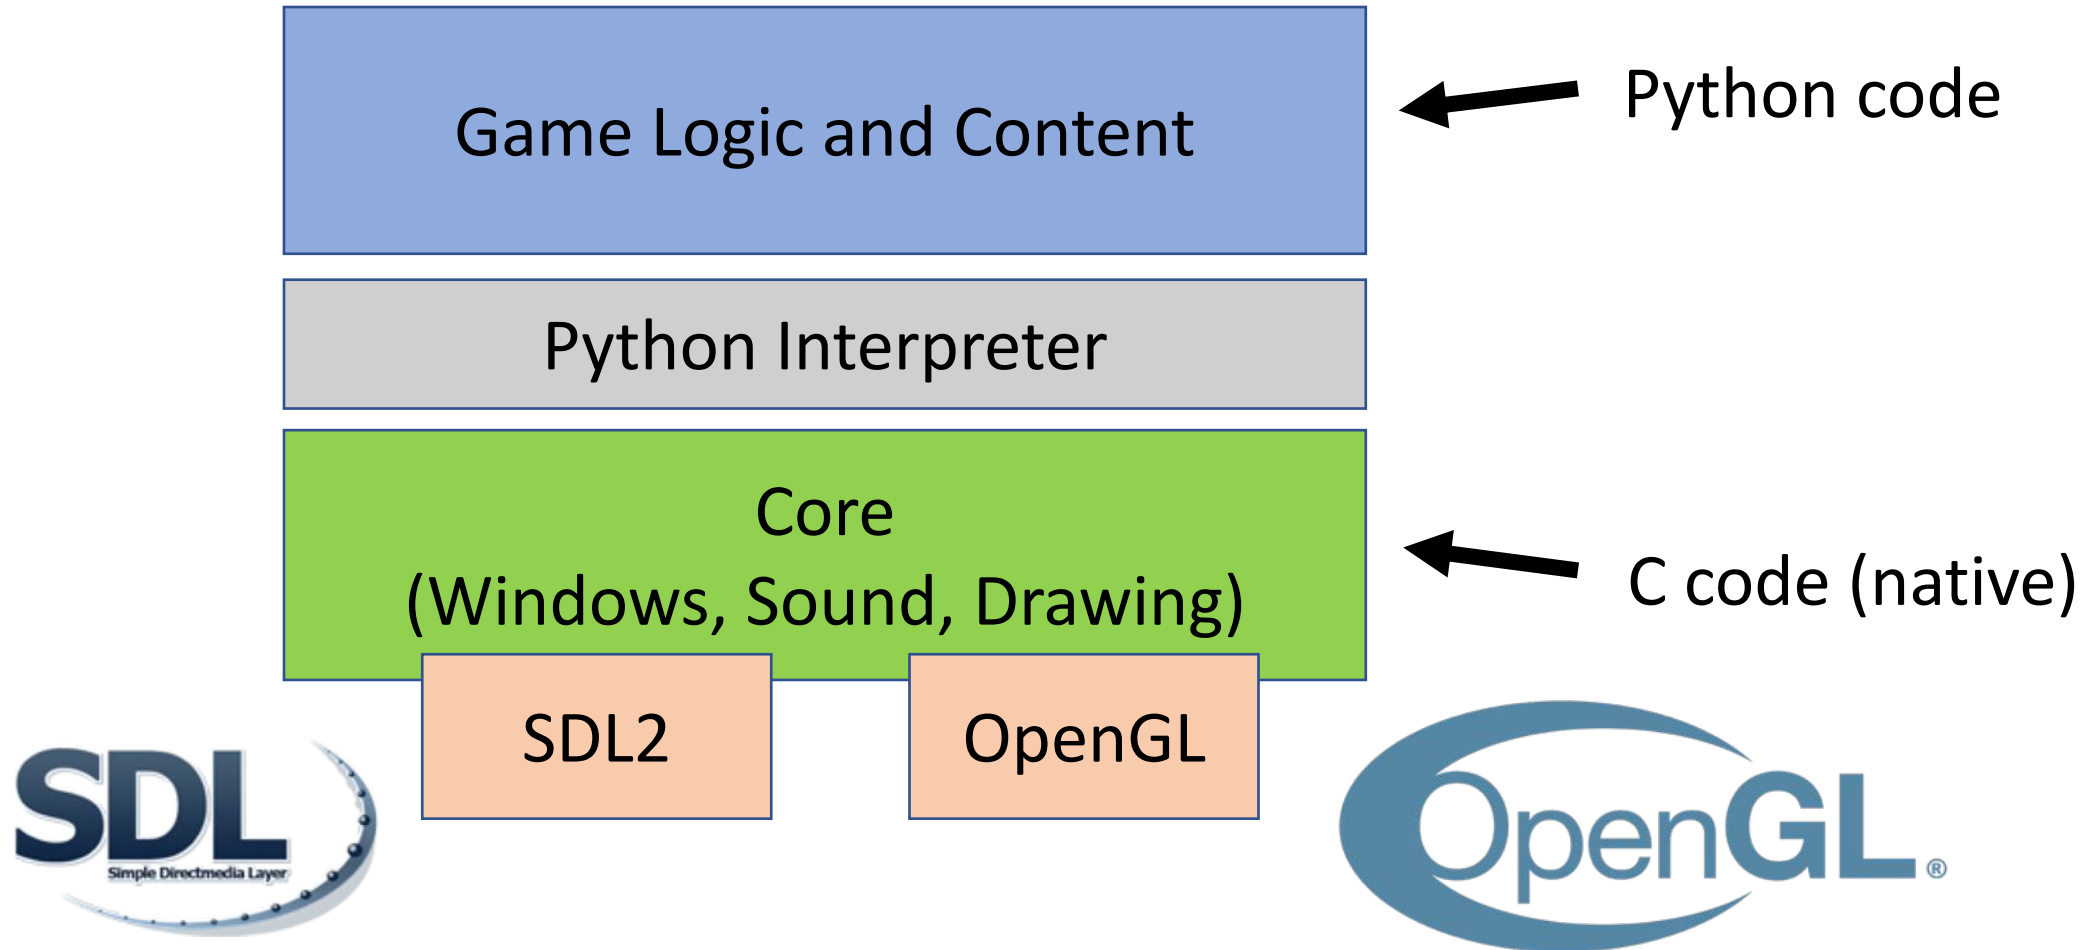 Game Logic and Content
Python code
Python Interpreter
Core
(Windows, Sound, Drawing)
C code (native)
SDL2
OpenGL
SDL
Simple Directmedia Layer
OpenGL®